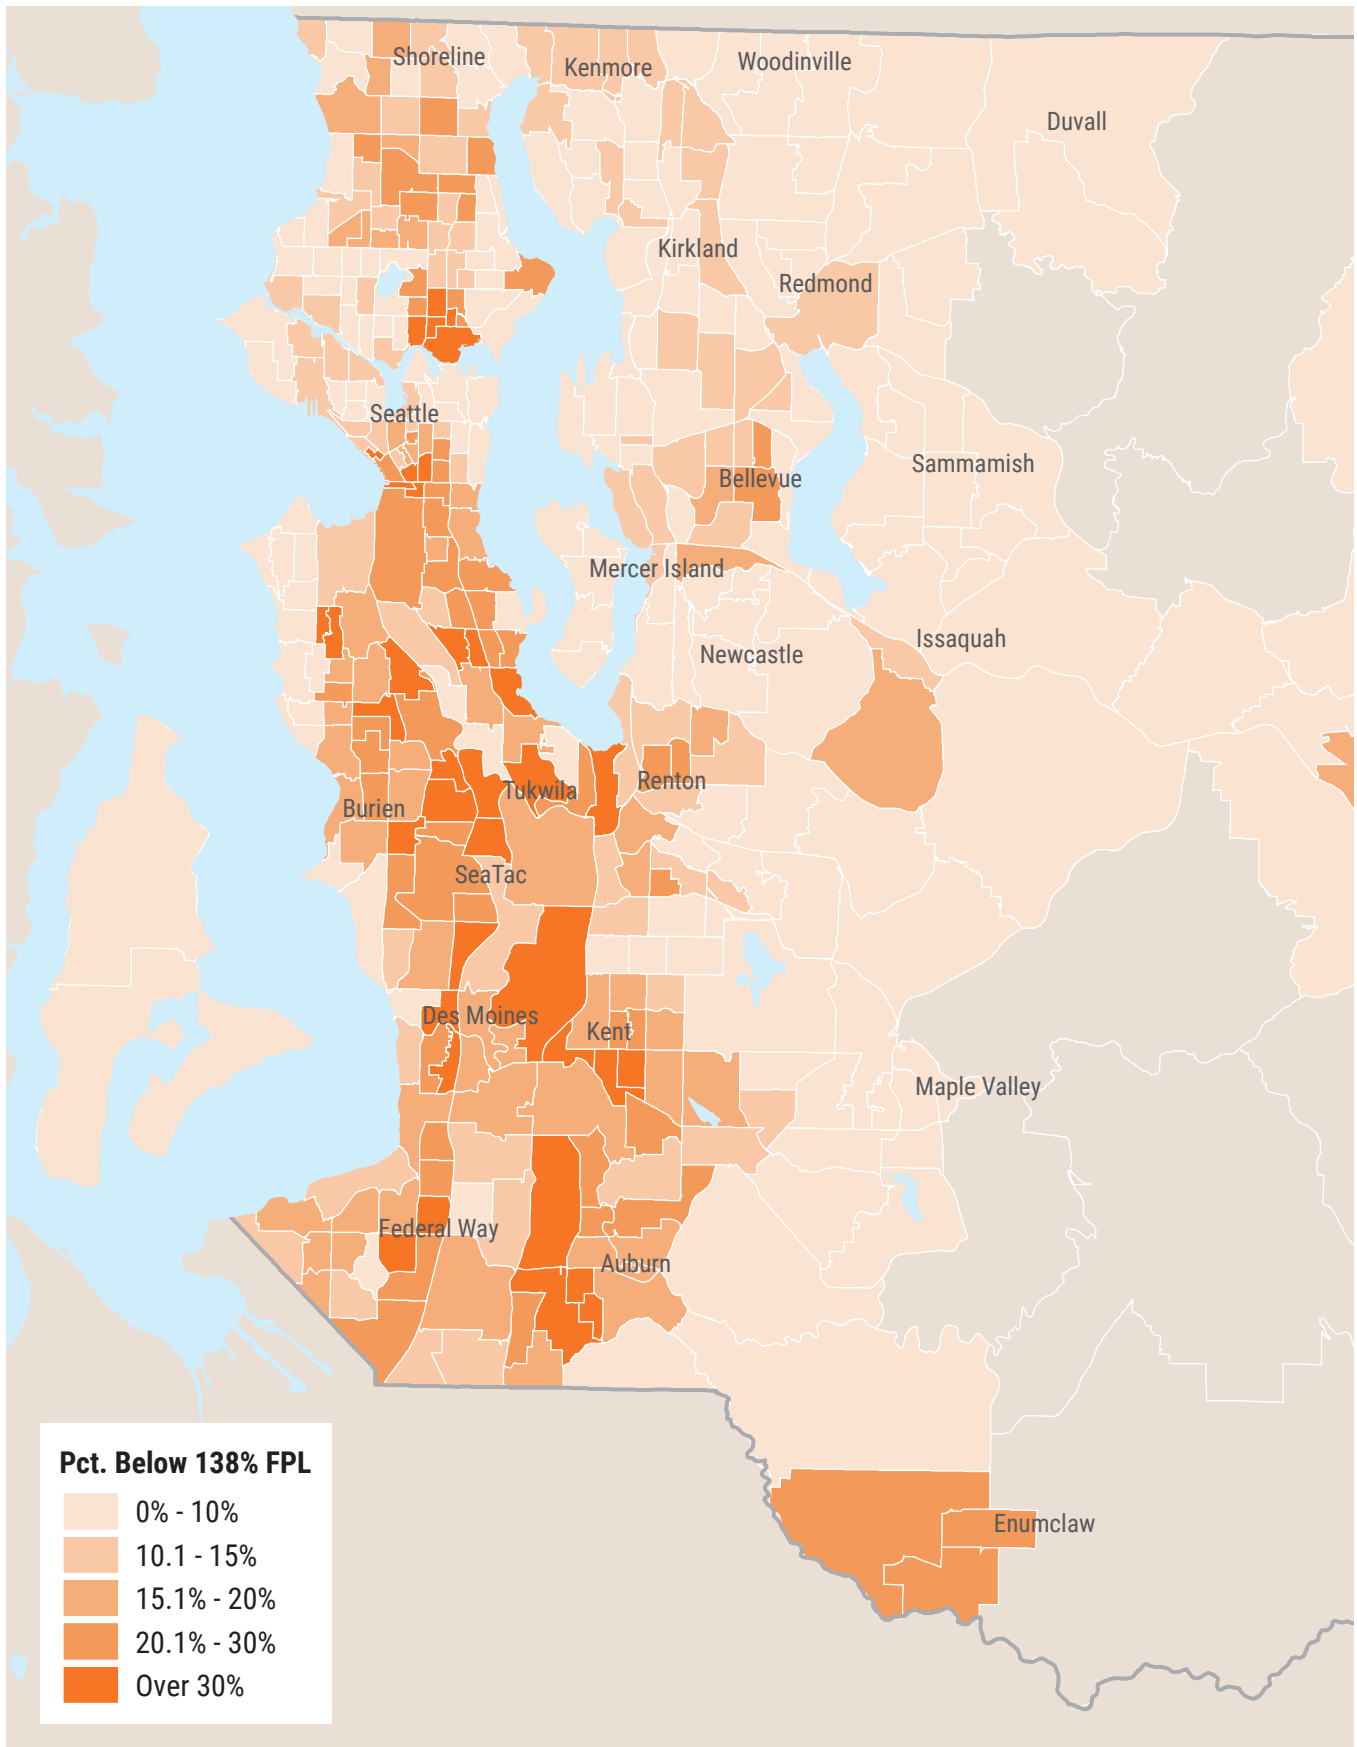 Shoreline
Kenmore
Woodinville
Duvall
Kirkland
Redmond
Seattle
Sammamish
Bellevue
Mercer Island
Issaquah
Newcastle
Renton
Tukwila
Burien
SeaTac
Des Moines
Kent
Maple Valley
Federal Way
Auburn
Enumclaw
Pct. Below 138% FPL
0% - 10%
10.1 - 15%
15.1% - 20%
20.1% - 30%
Over 30%